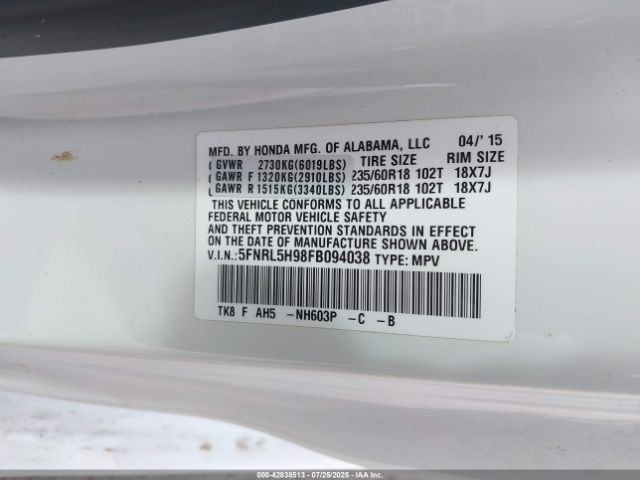 MFD. BY HONDA MFG. OF ALABAMA, LLC 04/'15
GVWR 2730KG(6019LBS) TIRE SIZE RIM SIZE
GAWR F 1320KG(2910LBS) 235/60R18 102T 18X7J
GAWR R 1515KG(3340LBS) 235/60R18 102T 18X7J
THIS VEHICLE CONFORMS TO ALL APPLICABLE
FEDERAL MOTOR VEHICLE SAFETY
AND THEFT PREVENTION STANDARDS IN EFFECT
ON THE DATE OF MANUFACTURE SHOWN ABOVE.
V.I.N.:5FNRL5H98FB094038 TYPE: MPV
TK8 F AH5 -NH603P -C -B
000-42838513 | 07/25/2025 | © IAA, Inc.